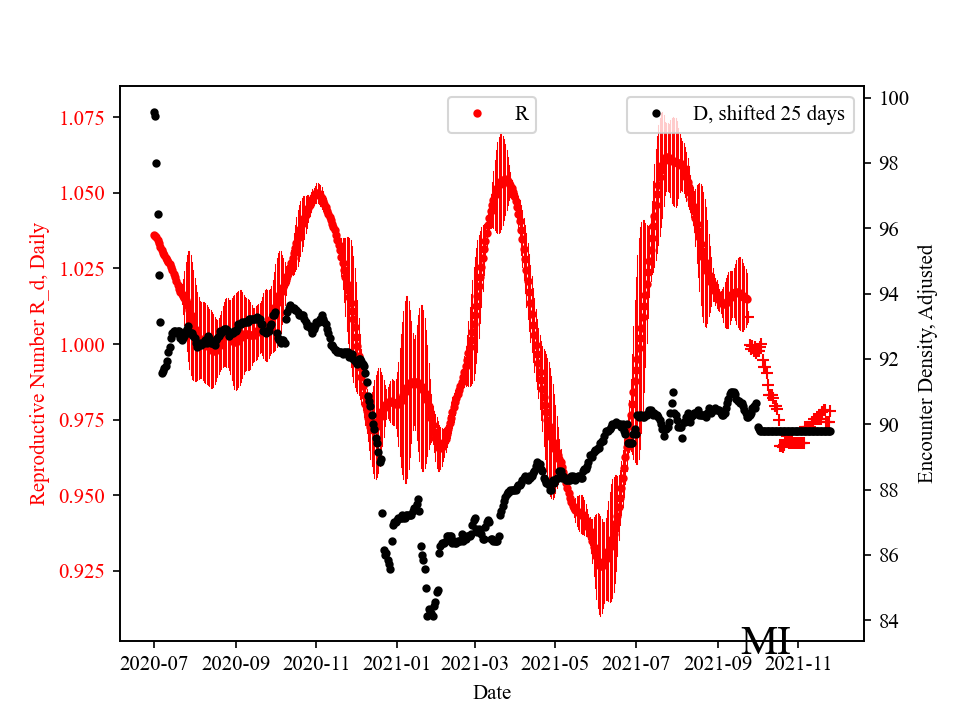 R
D, shifted 25 days
1.075
1.050
1.025
1.000
0.975
0.950
0.925
Reproductive Number R_d, Daily
100
98
96
94
92
90
88
86
84
Encounter Density, Adjusted
MI
2020-07 2020-09 2020-11 2021-01 2021-03 2021-05 2021-07 2021-09 2021-11
Date